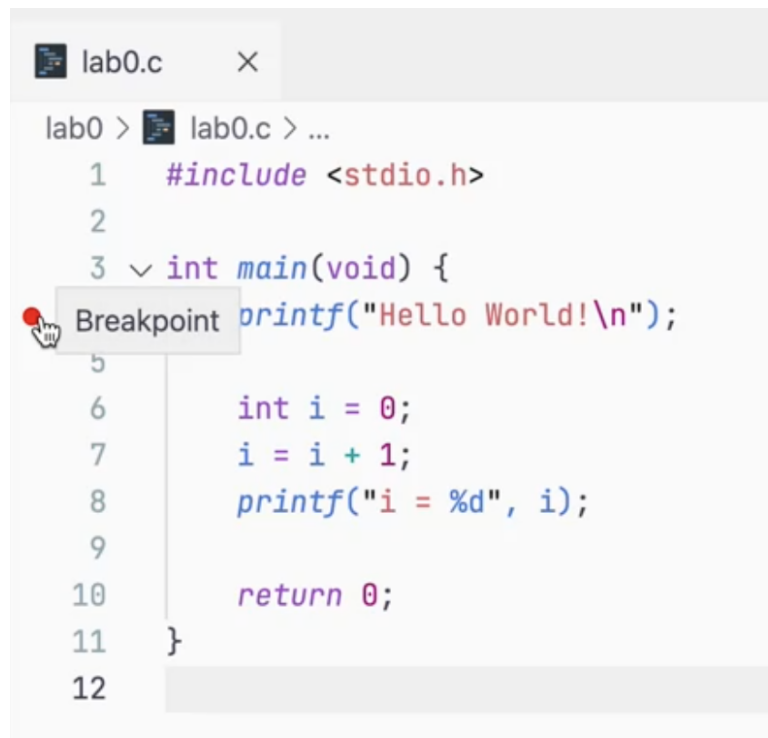 lab0.c
lab0 > lab0.c > ...
1 #include <stdio.h>
2
3 int main(void) {
Breakpoint printf("Hello World!\n");
5
6 int i = 0;
7 i = i + 1;
8 printf("i = %d", i);
9
10 return 0;
11 }
12